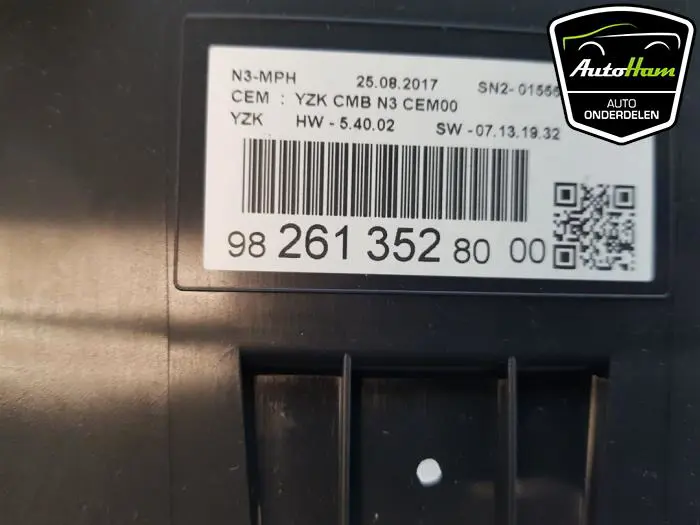 N3-MPH 25.08.2017 SN2-01556
CEM : YZK CMB N3 CEM00
YZK HW - 5.40.02 SW - 07.13.19.32
98 261 352 80 00
AutoHam
AUTO
ONDERDELEN